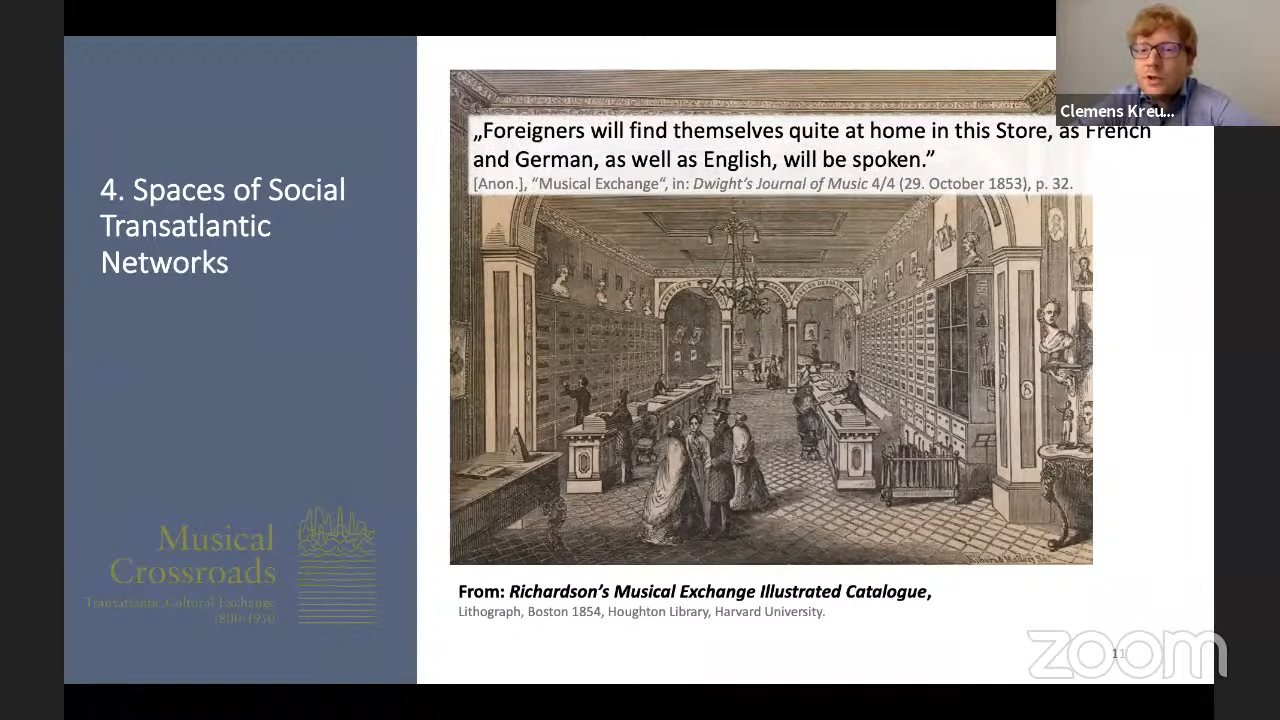 Clemens Kreu...
„Foreigners will find themselves quite at home in this Store, as French
and German, as well as English, will be spoken.”
[Anon.], “Musical Exchange“, in: Dwight’s Journal of Music 4/4 (29. October 1853), p. 32.
4. Spaces of Social
Transatlantic
Networks
Musical
Crossroads
Transatlantic Cultural Exchange
1800-1950
From: Richardson’s Musical Exchange Illustrated Catalogue,
Lithograph, Boston 1854, Houghton Library, Harvard University.
zoom
11